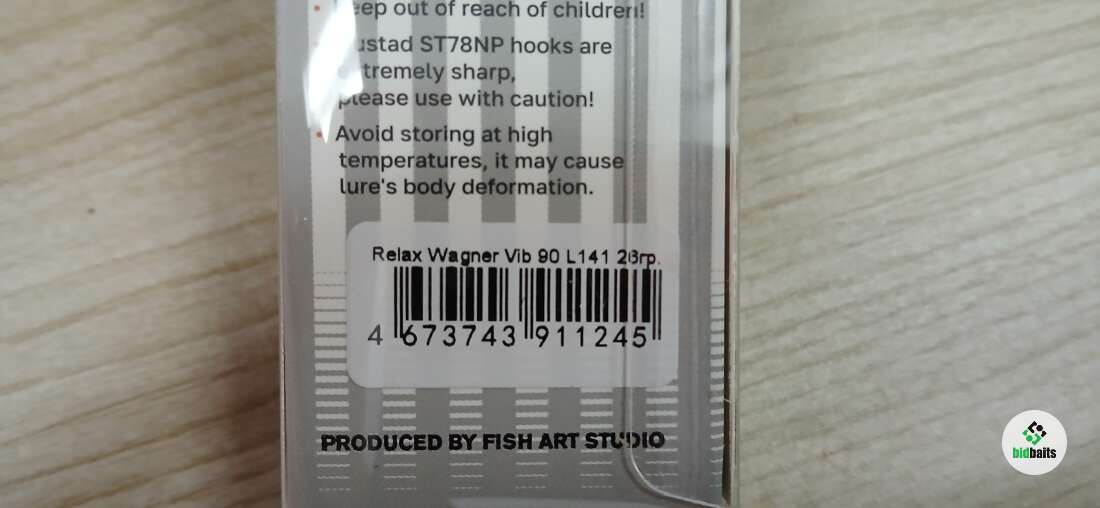 eep out of reach of children!
ustad ST78NP hooks are
extremely sharp,
please use with caution!
Avoid storing at high
temperatures, it may cause
lure's body deformation.
Relax Wagner Vib 90 L141 26гр.
4 673743 911245
PRODUCED BY FISH ART STUDIO
bidbaits